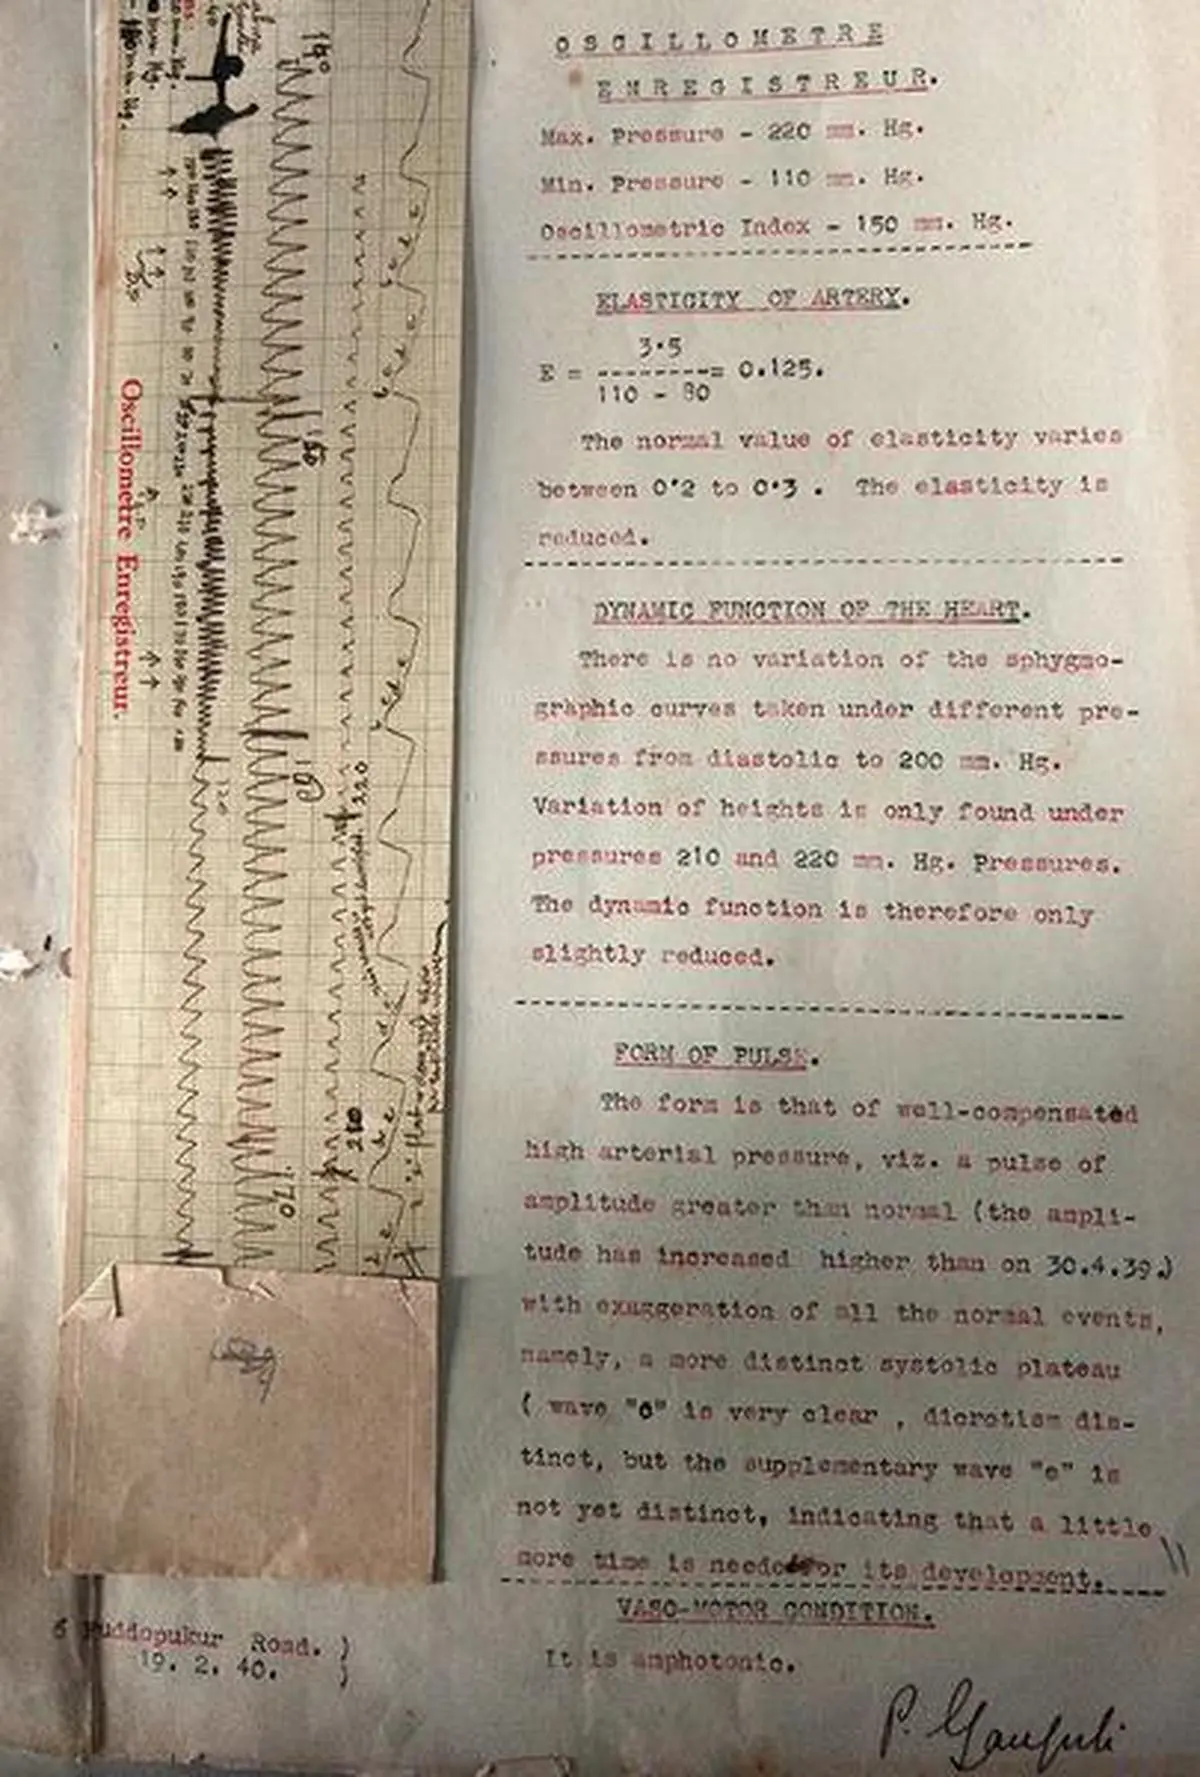 OSCILLOMETRE
ENREGISTREUR.
Max. Pressure - 220 mm. Hg.
Min. Pressure - 110 mm. Hg.
Oscillometric Index - 150 mm. Hg.
ELASTICITY OF ARTERY.
3.5
E = --------= 0.125.
110 - 80
The normal value of elasticity varies
between 0.2 to 0.3 . The elasticity is
reduced.
DYNAMIC FUNCTION OF THE HEART.
There is no variation of the sphygmo-
graphic curves taken under different pre-
ssures from diastolic to 200 mm. Hg.
Variation of heights is only found under
pressures 210 and 220 mm. Hg. Pressures.
The dynamic function is therefore only
slightly reduced.
FORM OF PULSE.
The form is that of well-compensated
high arterial pressure, viz. a pulse of
amplitude greater than normal (the ampli-
tude has increased higher than on 30.4.39.)
with exaggeration of all the normal events,
namely, a more distinct systolic plateau
( wave "c" is very clear , dicrotism dis-
tinct, but the supplementary wave "e" is
not yet distinct, indicating that a little
more time is needed for its development.
VASO-MOTOR CONDITION.
It is amphotonic.
P. Ganguli
6 Puddopukur Road. )
19. 2. 40. )
Oscillometre Enregistreur.
140
150
160
170
120
220
210